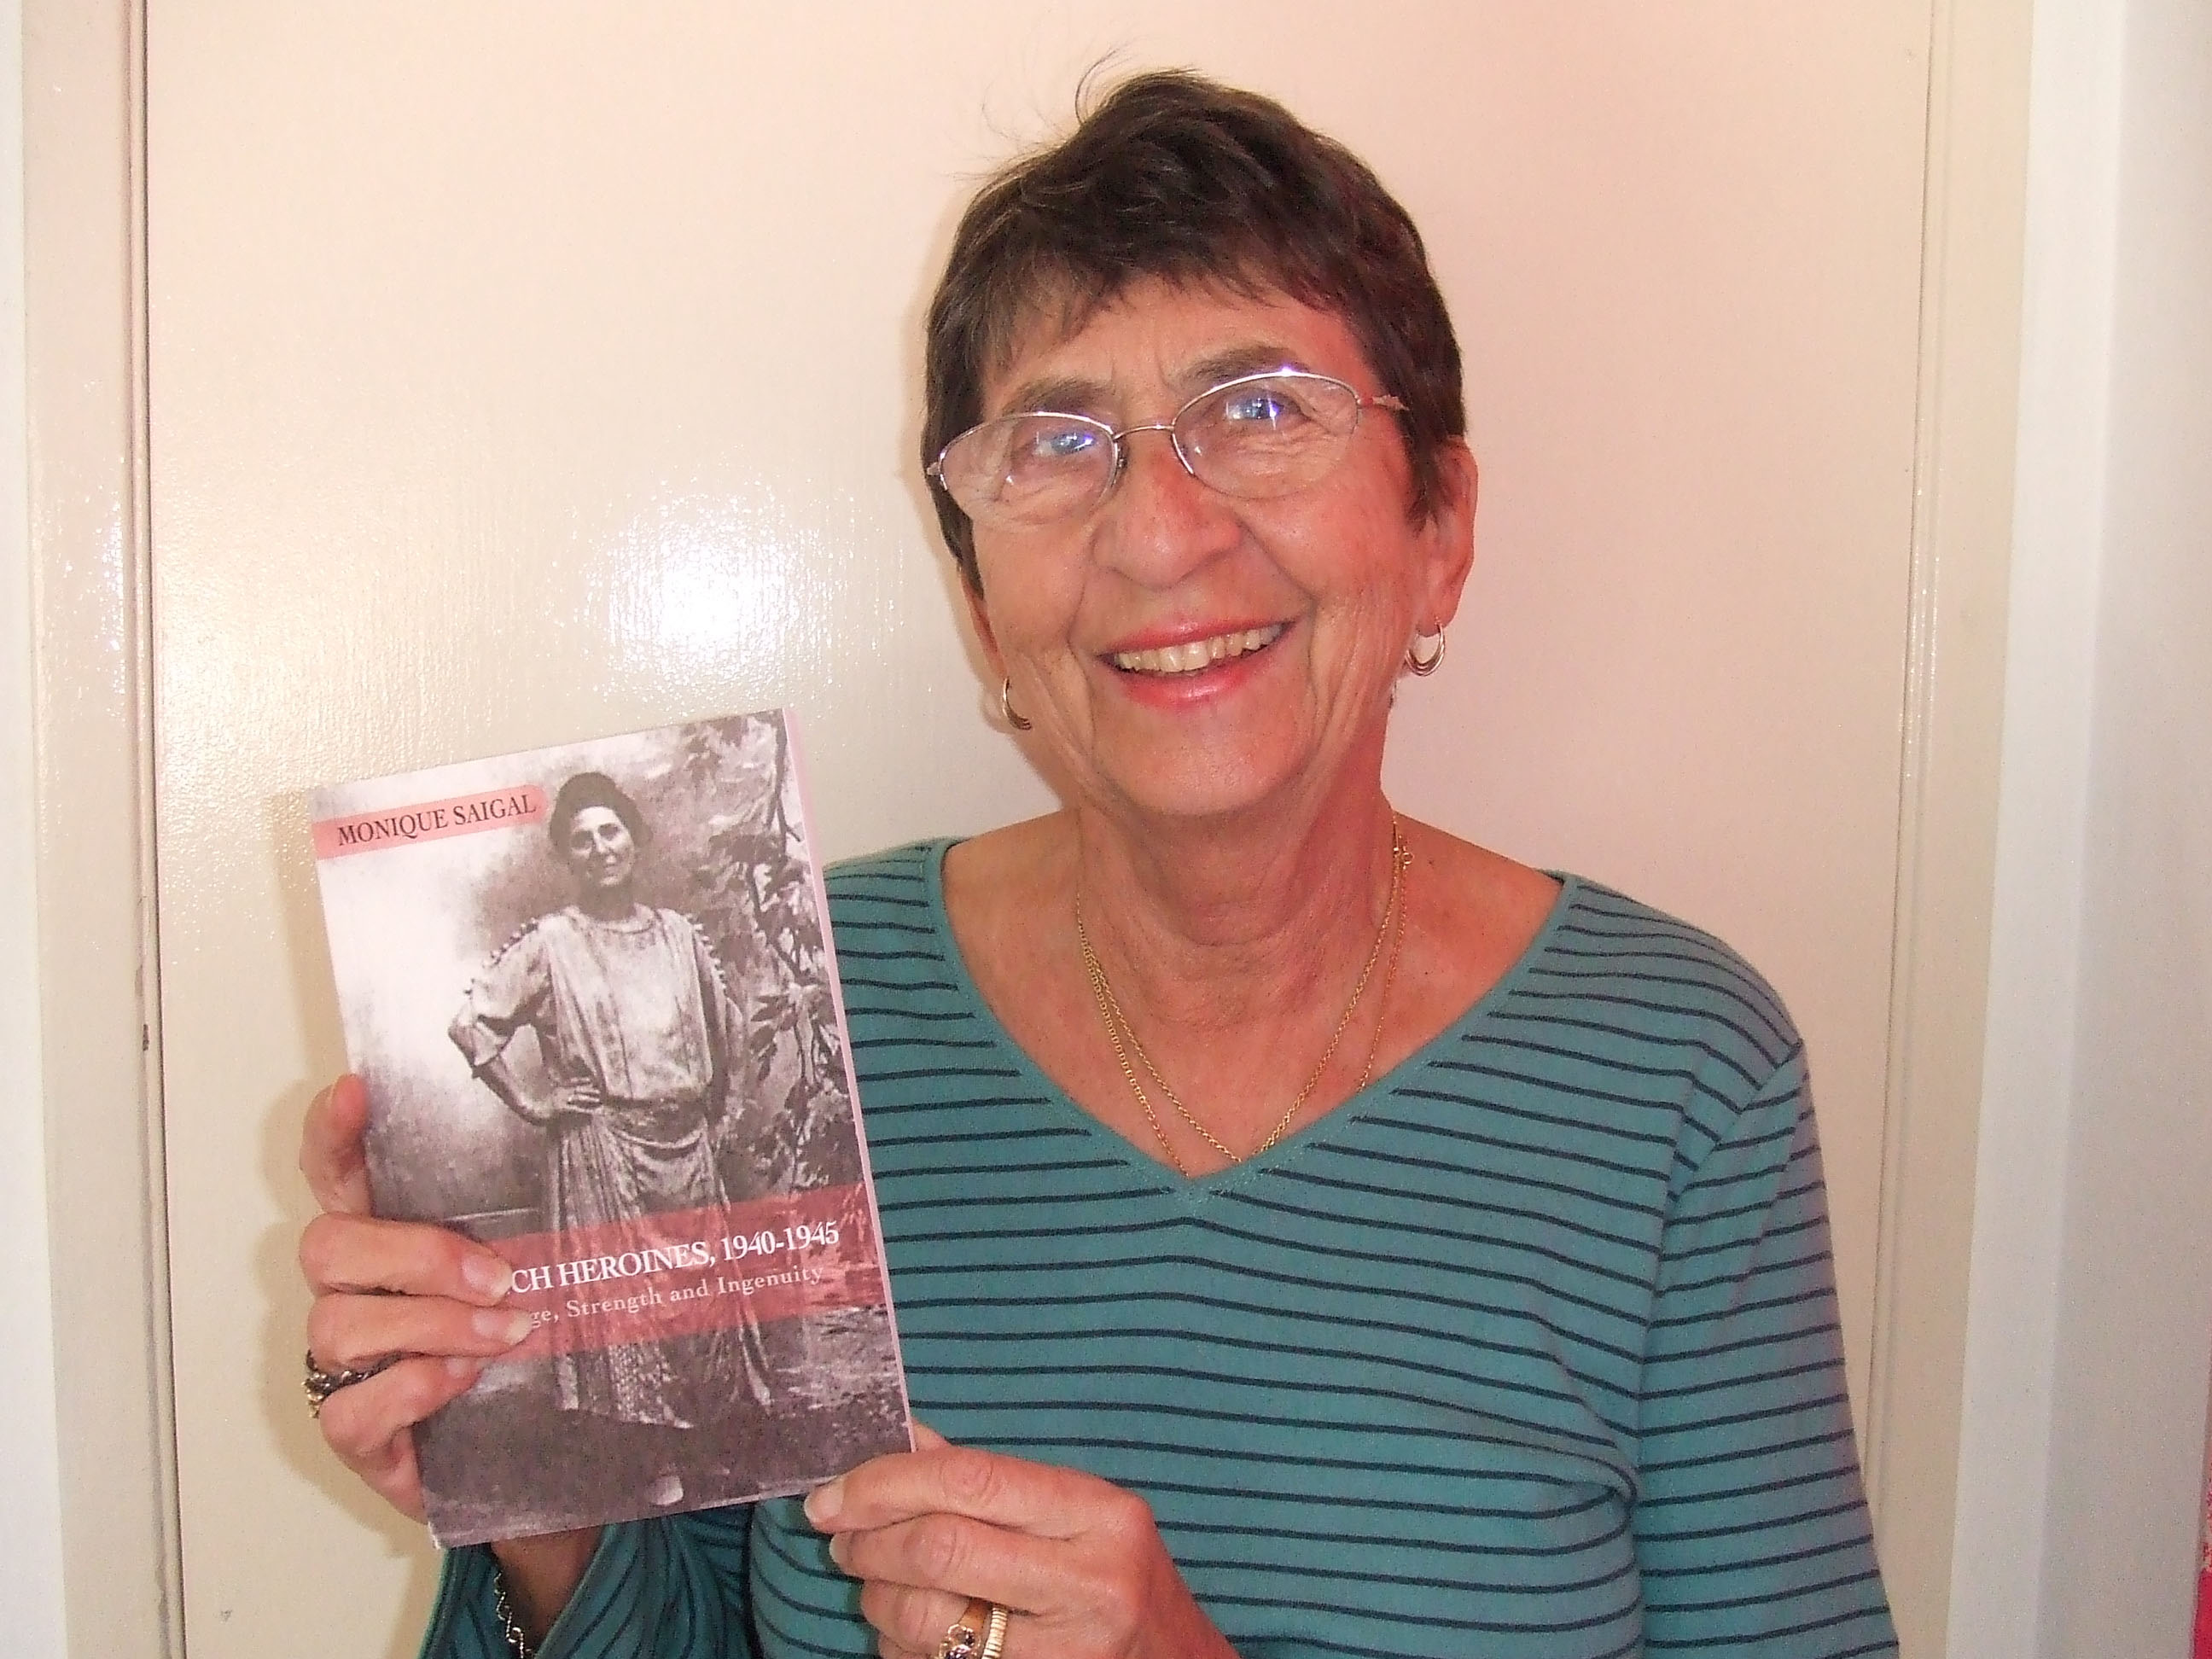 MONIQUE SAIGAL
CH HEROINES, 1940-1945
ge, Strength and Ingenuity